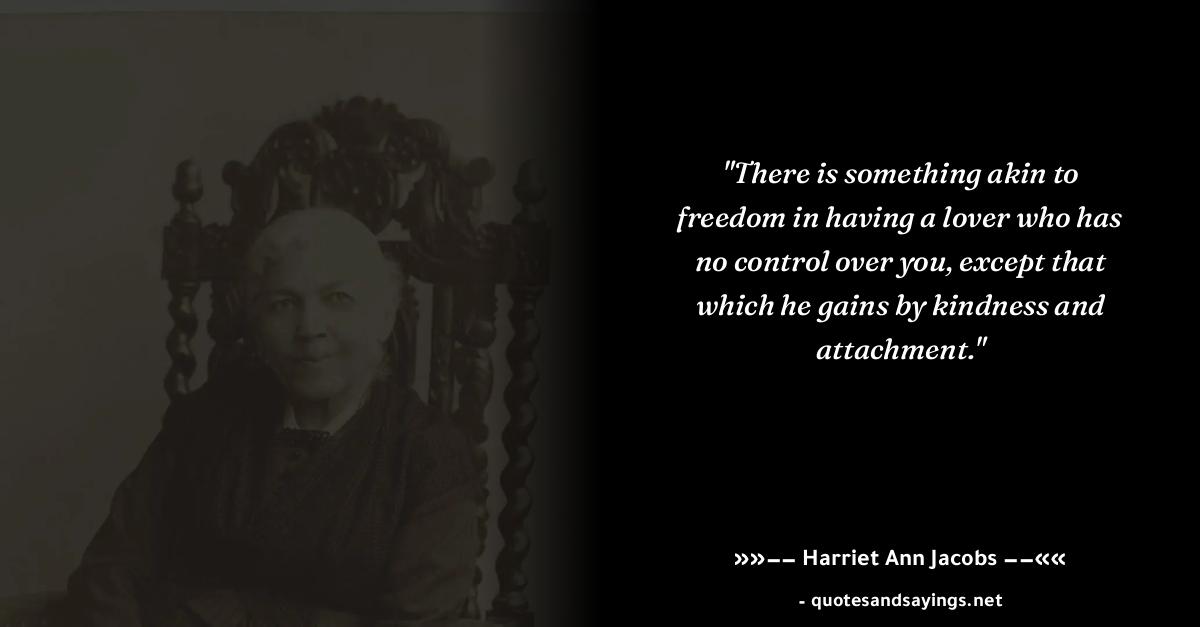 "There is something akin to
freedom in having a lover who has
no control over you, except that
which he gains by kindness and
attachment."
»»―― Harriet Ann Jacobs ――««
- quotesandsayings.net